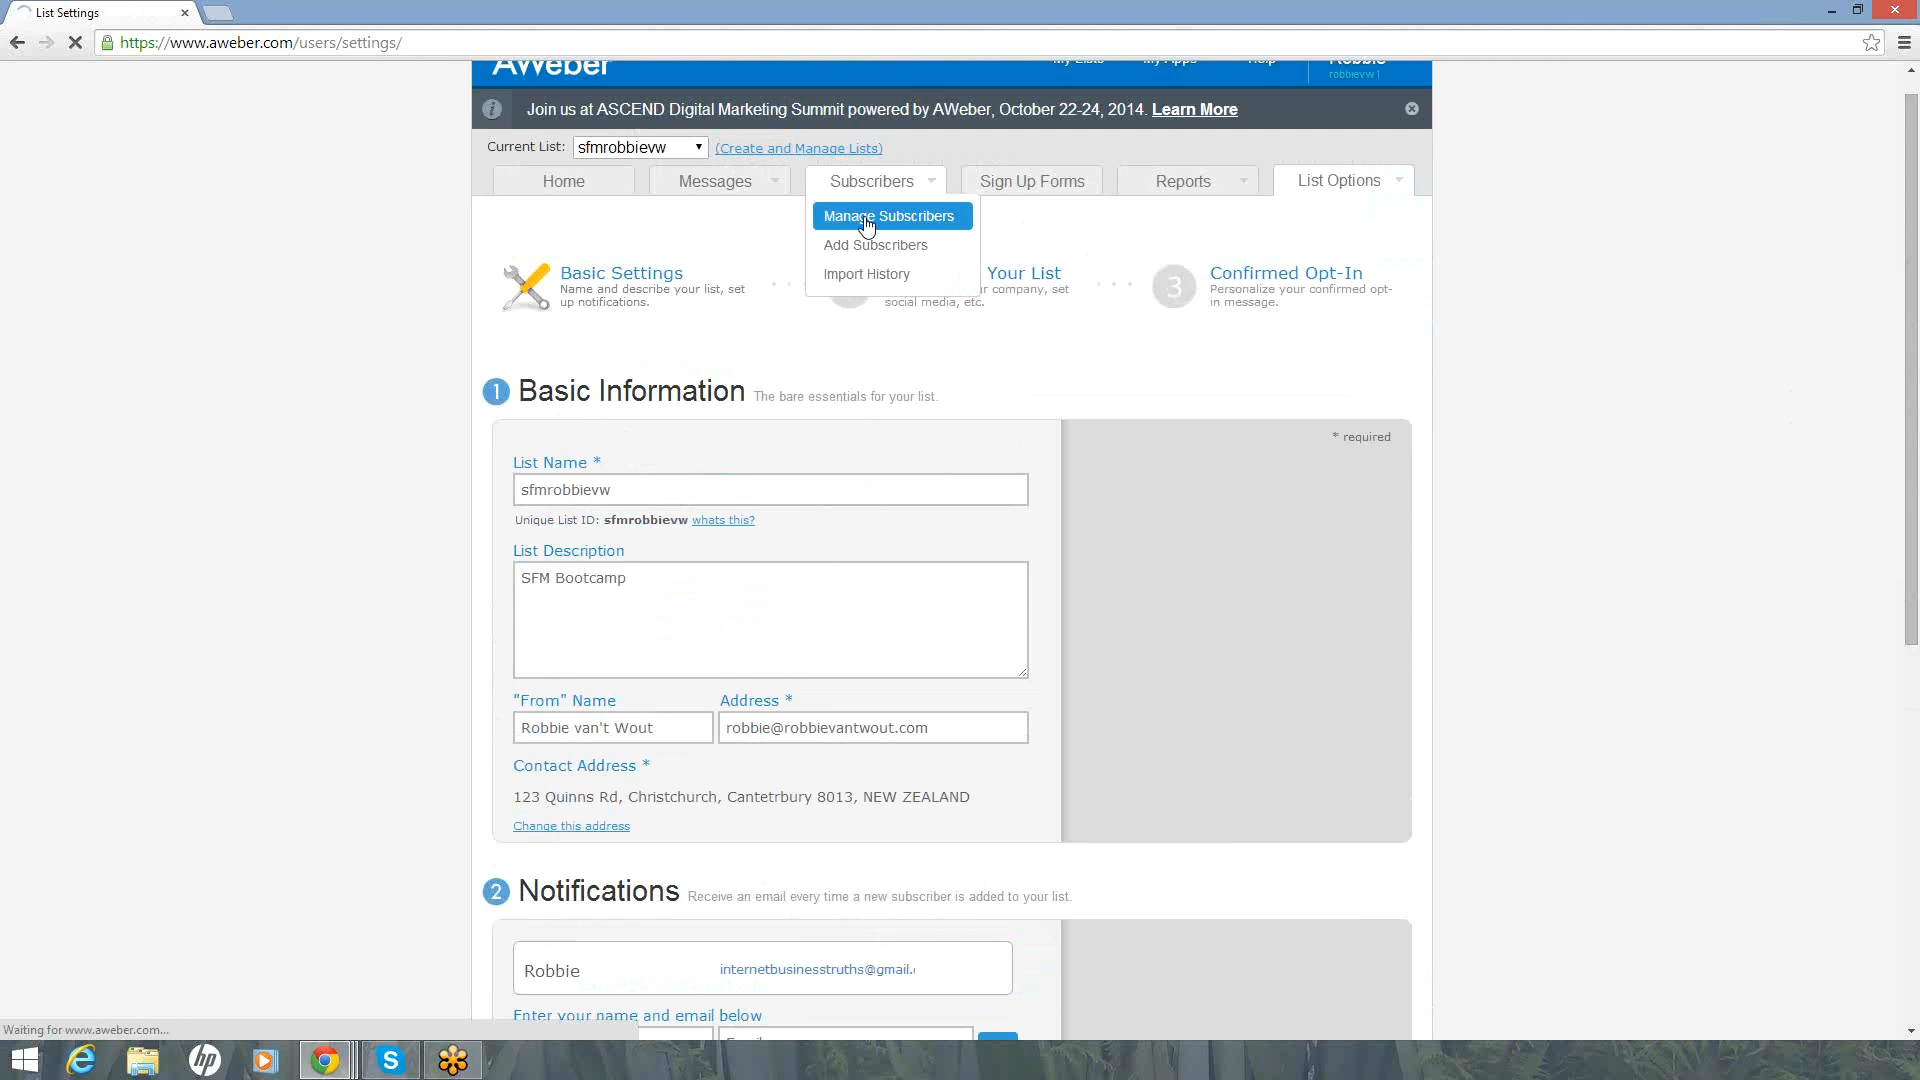 List Settings
https://www.aweber.com/users/settings/
AWeber
My Lists My Apps Help Robbie
robbievw1
Join us at ASCEND Digital Marketing Summit powered by AWeber, October 22-24, 2014. Learn More
Current List: sfmrobbievw (Create and Manage Lists)
Home Messages Subscribers Sign Up Forms Reports List Options
Manage Subscribers
Add Subscribers
Import History
Basic Settings
Name and describe your list, set
up notifications.
Your List
company, set
social media, etc.
3
Confirmed Opt-In
Personalize your confirmed opt-
in message.
1 Basic Information The bare essentials for your list.
* required
List Name *
sfmrobbievw
Unique List ID: sfmrobbievw whats this?
List Description
SFM Bootcamp
"From" Name Address *
Robbie van't Wout robbie@robbievantwout.com
Contact Address *
123 Quinns Rd, Christchurch, Cantetrbury 8013, NEW ZEALAND
Change this address
2 Notifications Receive an email every time a new subscriber is added to your list.
Robbie internetbusinesstruths@gmail.
Enter your name and email below
Waiting for www.aweber.com...